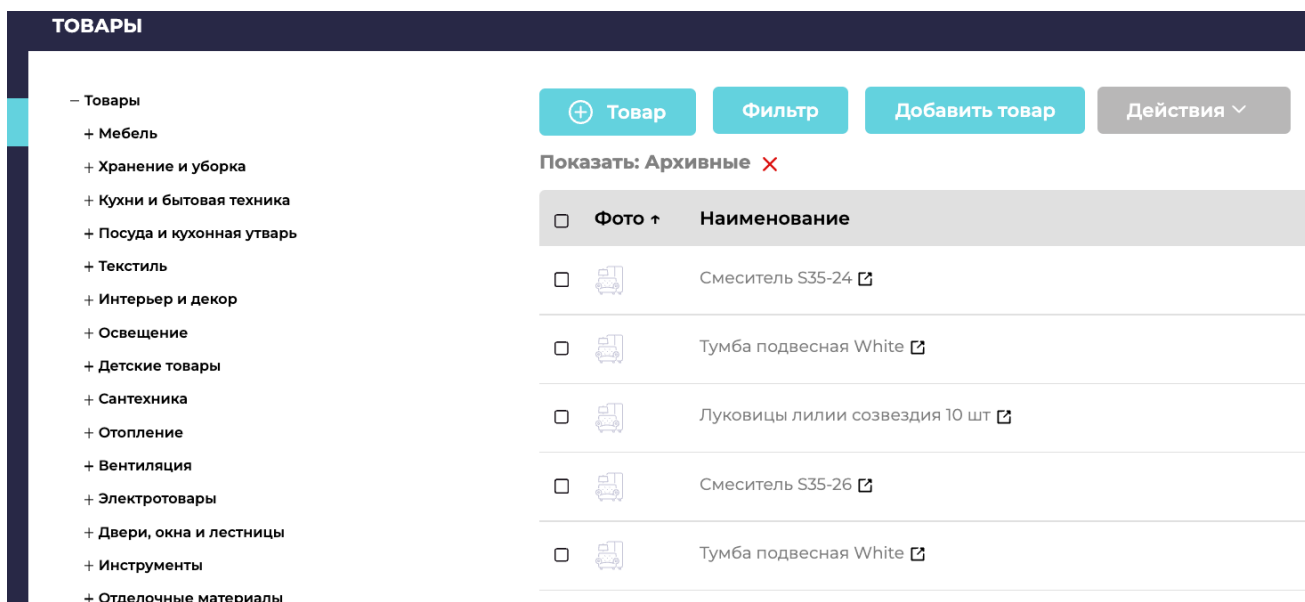 ТОВАРЫ
Товары
Мебель
Хранение и уборка
Кухни и бытовая техника
Посуда и кухонная утварь
Текстиль
Интерьер и декор
Освещение
Детские товары
Сантехника
Отопление
Вентиляция
Электротовары
Двери, окна и лестницы
Инструменты
Отделочные материалы
Товар Фильтр Добавить товар Действия
Показать: Архивные
Фото ↑ Наименование
Смеситель S35-24
Тумба подвесная White
Луковицы лилии созвездия 10 шт
Смеситель S35-26
Тумба подвесная White